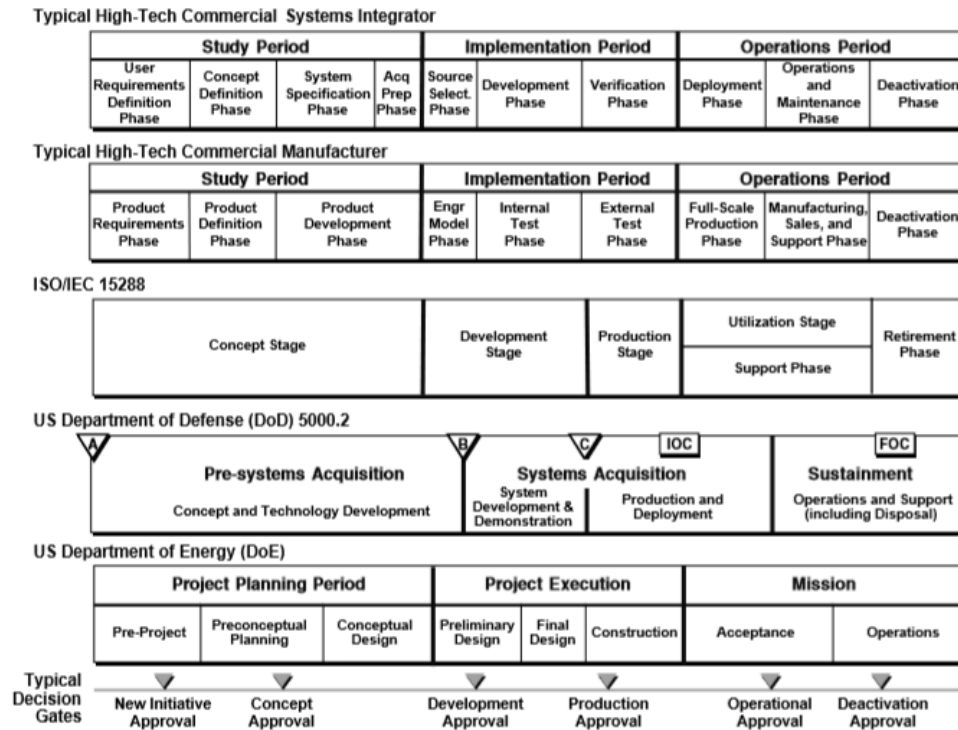 Typical High-Tech Commercial Systems Integrator
Study Period
Implementation Period
Operations Period
User
Requirements
Definition
Phase
Concept
Definition
Phase
System
Specification
Phase
Acq
Prep
Phase
Source
Select.
Phase
Development
Phase
Verification
Phase
Deployment
Phase
Operations
and
Maintenance
Phase
Deactivation
Phase
Typical High-Tech Commercial Manufacturer
Study Period
Implementation Period
Operations Period
Product
Requirements
Phase
Product
Definition
Phase
Product
Development
Phase
Engr
Model
Phase
Internal
Test
Phase
External
Test
Phase
Full-Scale
Production
Phase
Manufacturing,
Sales, and
Support Phase
Deactivation
Phase
ISO/IEC 15288
Concept Stage
Development
Stage
Production
Stage
Utilization Stage
Support Phase
Retirement
Phase
US Department of Defense (DoD) 5000.2
A
B
C
IOC
FOC
Pre-systems Acquisition
Concept and Technology Development
Systems Acquisition
System
Development &
Demonstration
Production and
Deployment
Sustainment
Operations and Support
(including Disposal)
US Department of Energy (DoE)
Project Planning Period
Project Execution
Mission
Pre-Project
Preconceptual
Planning
Conceptual
Design
Preliminary
Design
Final
Design
Construction
Acceptance
Operations
Typical
Decision
Gates
New Initiative
Approval
Concept
Approval
Development
Approval
Production
Approval
Operational
Approval
Deactivation
Approval